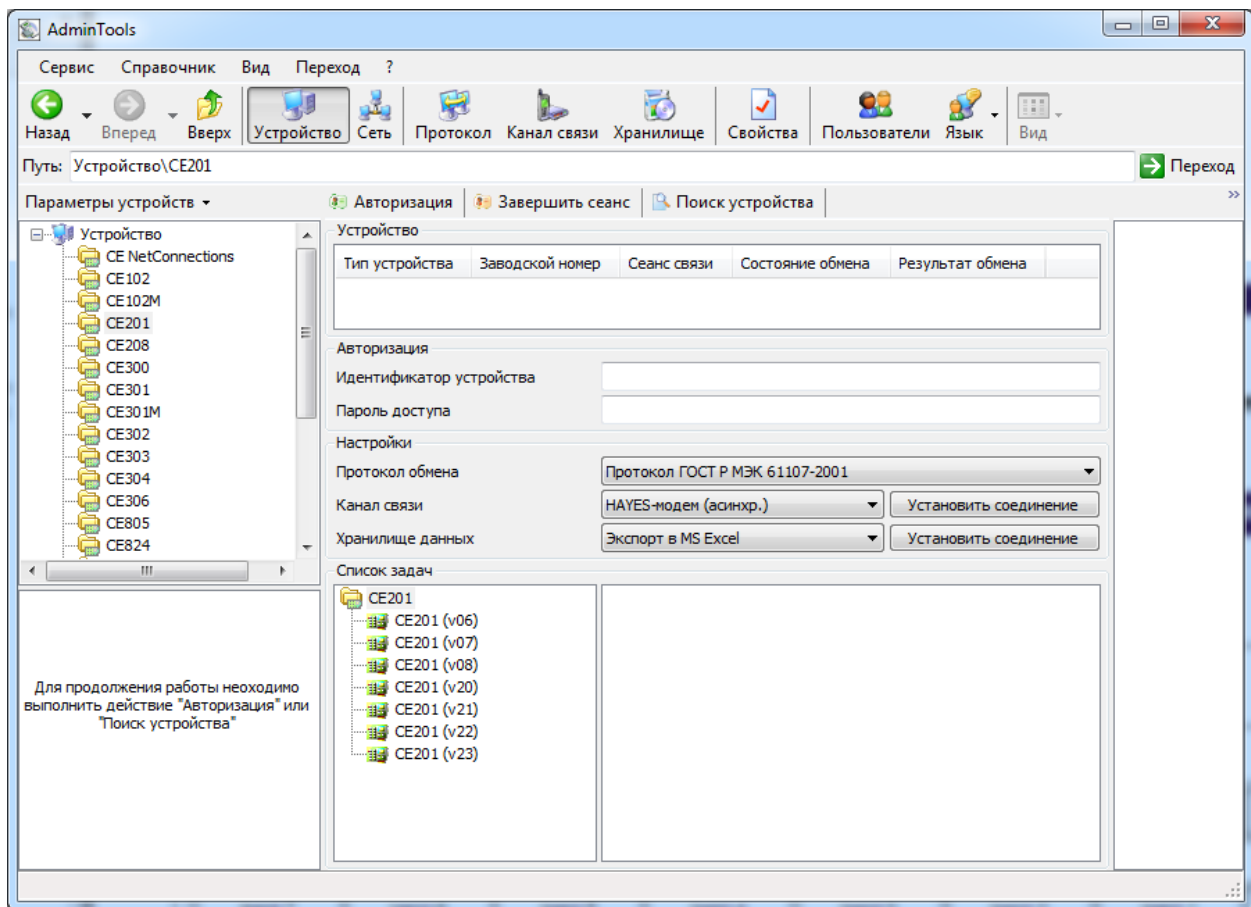 AdminTools
Сервис Справочник Вид Переход ?
Назад Вперед Вверх Устройство Сеть Протокол Канал связи Хранилище Свойства Пользователи Язык Вид
Путь: Устройство\CE201 Переход
Параметры устройств Авторизация Завершить сеанс Поиск устройства
Устройство
CE NetConnections
CE102
CE102M
CE201
CE208
CE300
CE301
CE301M
CE302
CE303
CE304
CE306
CE805
CE824
Для продолжения работы неоходимо
выполнить действие "Авторизация" или
"Поиск устройства"
Устройство
Тип устройства Заводской номер Сеанс связи Состояние обмена Результат обмена
Авторизация
Идентификатор устройства
Пароль доступа
Настройки
Протокол обмена Протокол ГОСТ Р МЭК 61107-2001
Канал связи HAYES-модем (асинхр.) Установить соединение
Хранилище данных Экспорт в MS Excel Установить соединение
Список задач
CE201
CE201 (v06)
CE201 (v07)
CE201 (v08)
CE201 (v20)
CE201 (v21)
CE201 (v22)
CE201 (v23)